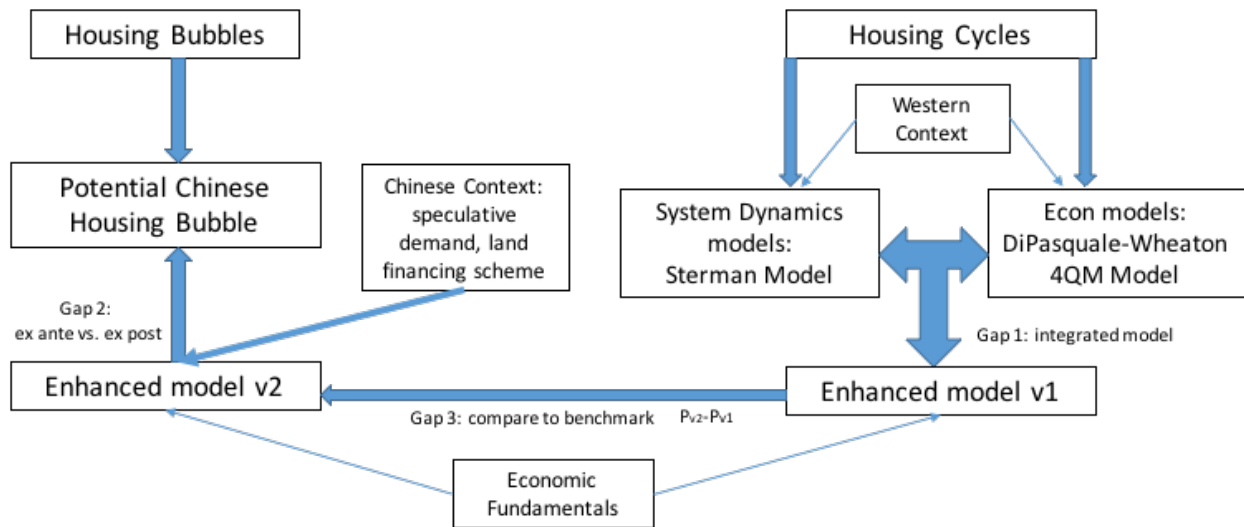 Housing Bubbles
Housing Cycles
Western
Context
Potential Chinese
Housing Bubble
Chinese Context:
speculative
demand, land
financing scheme
System Dynamics
models:
Sterman Model
Econ models:
DiPasquale-Wheaton
4QM Model
Gap 2:
ex ante vs. ex post
Gap 1: integrated model
Enhanced model v2
Enhanced model v1
Gap 3: compare to benchmark Pv2-Pv1
Economic
Fundamentals